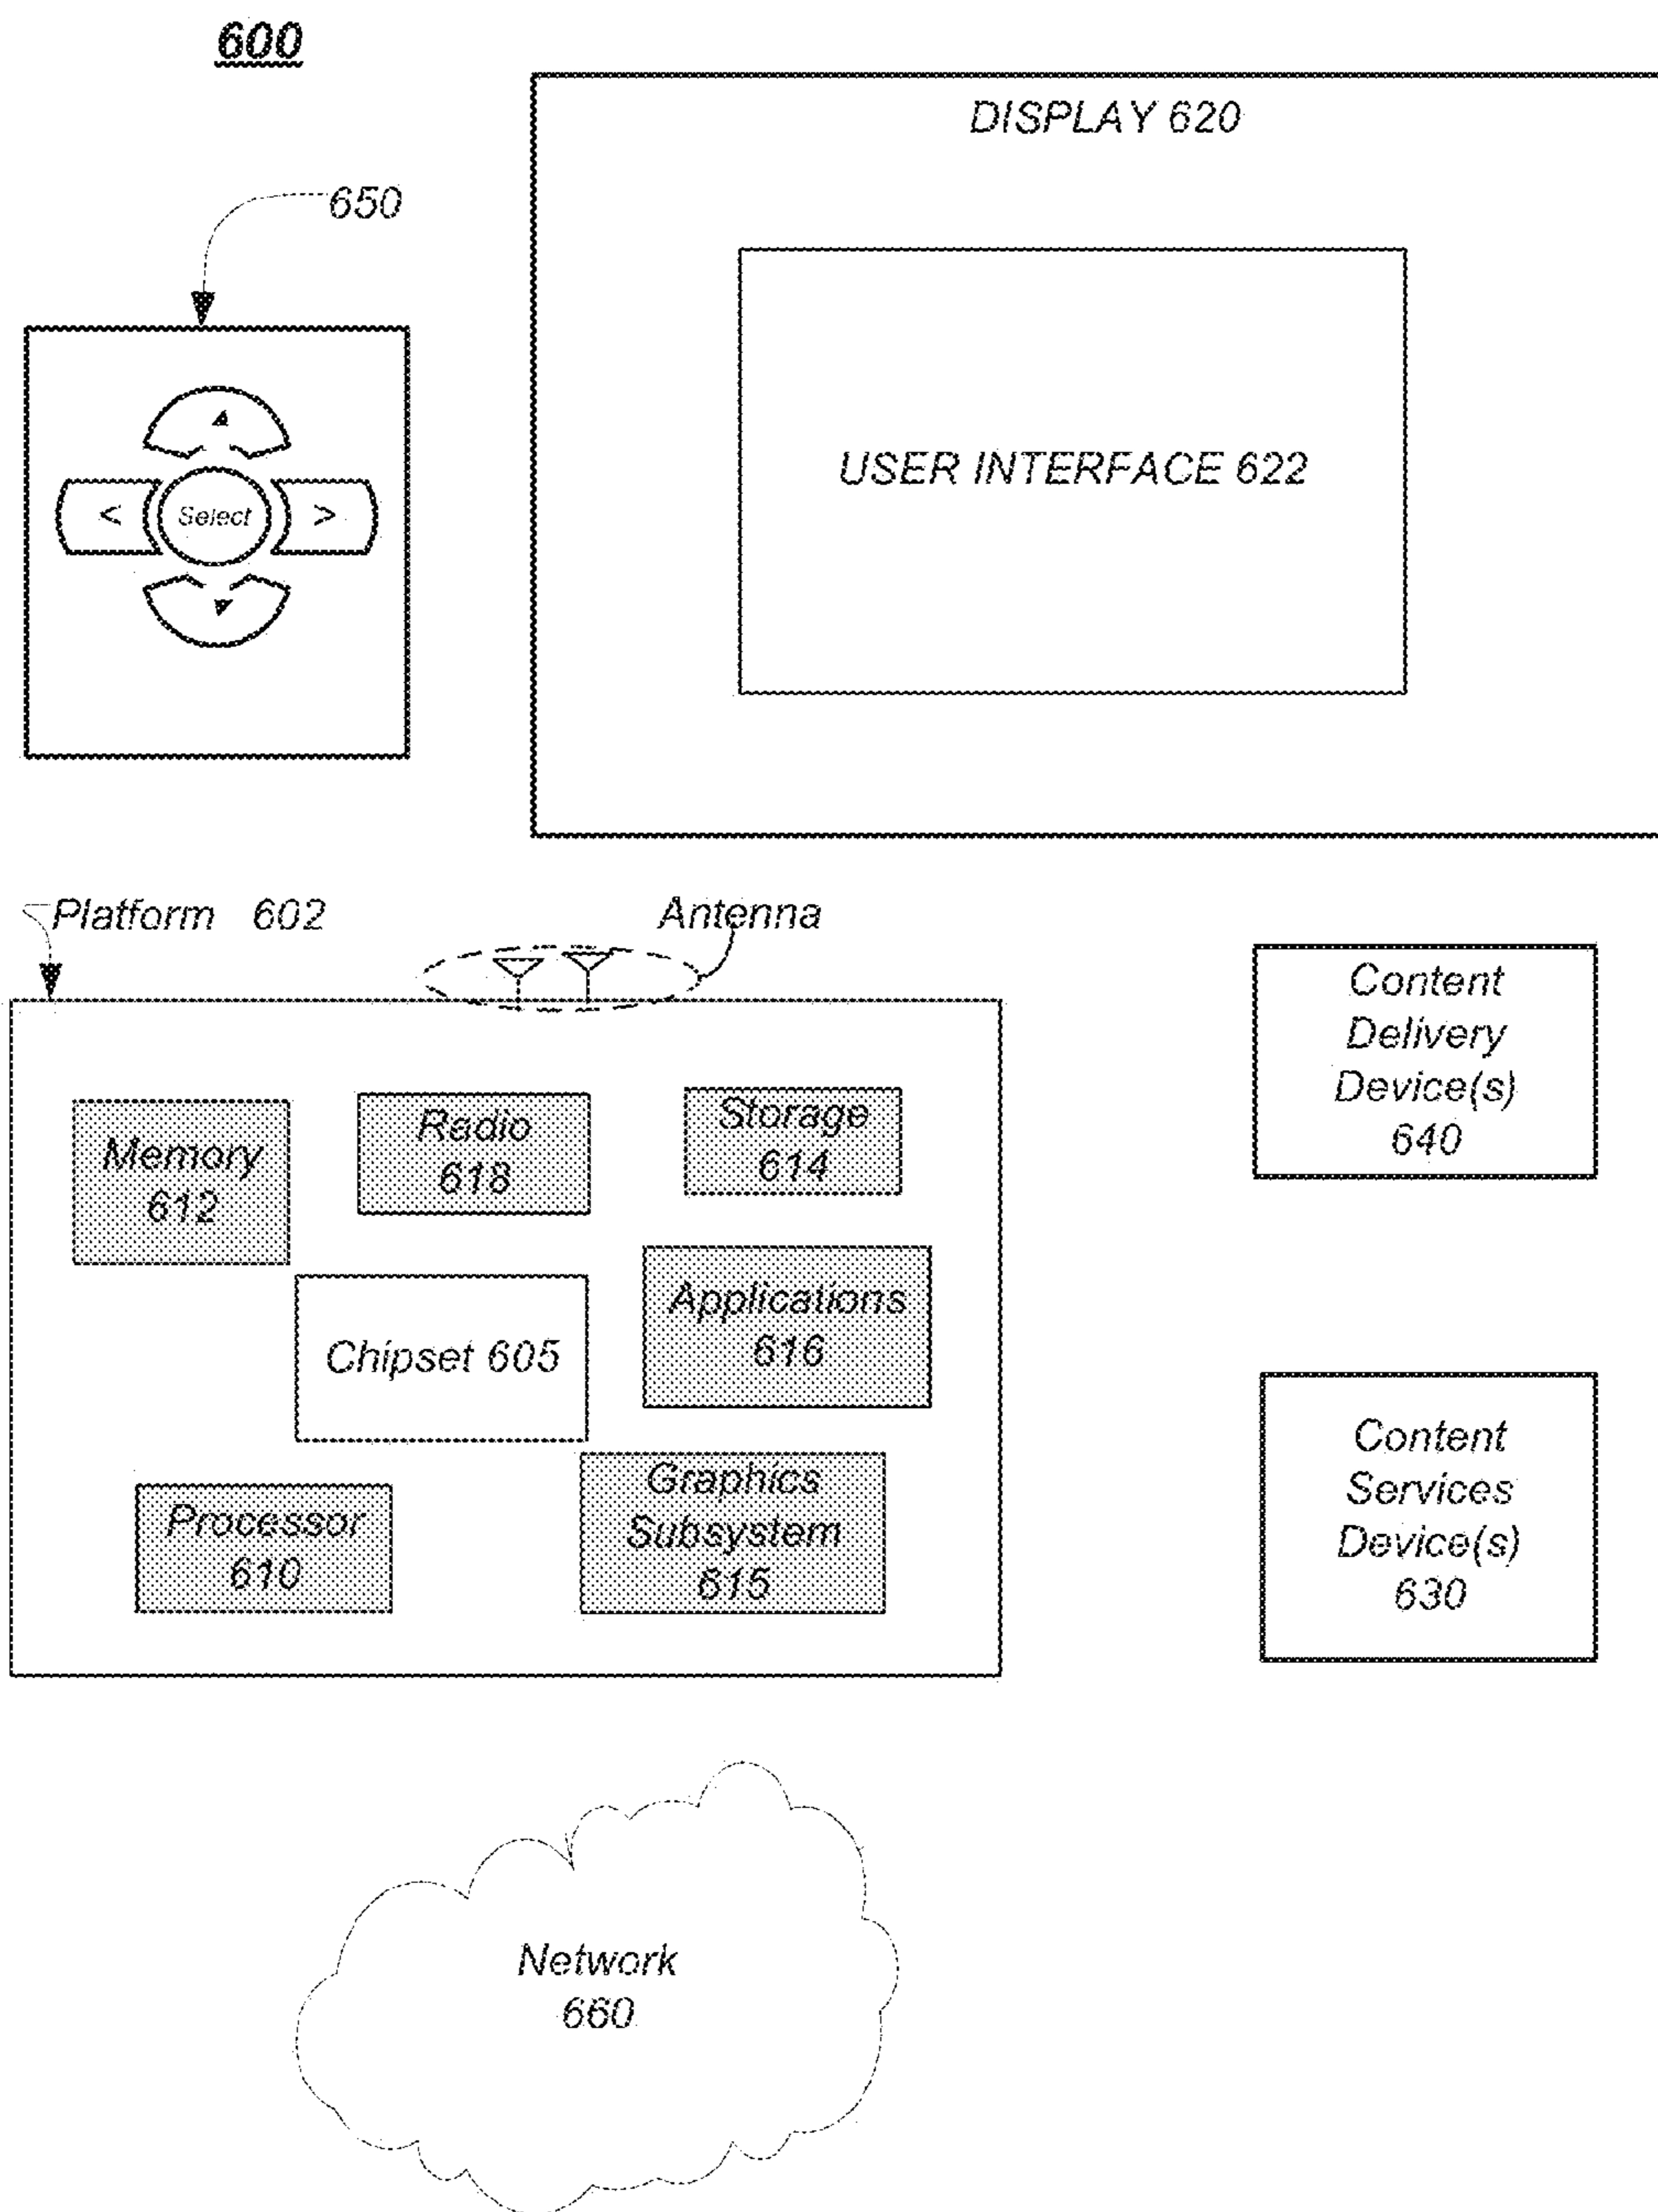 600
DISPLAY 620
650
USER INTERFACE 622
<
Select
>
Platform 602
Antenna
Content
Delivery
Device(s)
640
Memory
612
Radio
618
Storage
614
Chipset 605
Applications
616
Processor
610
Graphics
Subsystem
615
Content
Services
Device(s)
630
Network
660